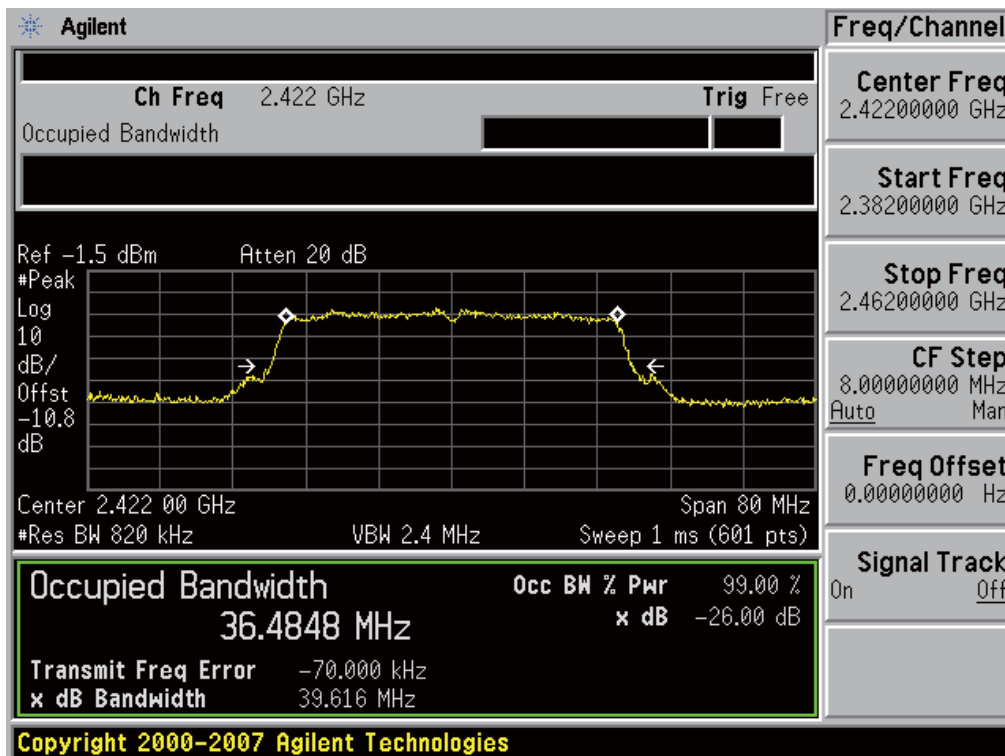 Agilent
Freq/Channel
Ch Freq 2.422 GHz Trig Free
Occupied Bandwidth
Center Freq
2.42200000 GHz
Start Freq
2.38200000 GHz
Stop Freq
2.46200000 GHz
CF Step
8.00000000 MHz
Auto Man
Freq Offset
0.00000000 Hz
Signal Track
On Off
Ref -1.5 dBm Atten 20 dB
#Peak
Log
10
dB/
Offst
-10.8
dB
Center 2.422 00 GHz Span 80 MHz
#Res BW 820 kHz VBW 2.4 MHz Sweep 1 ms (601 pts)
Occupied Bandwidth Occ BW % Pwr 99.00 %
36.4848 MHz x dB -26.00 dB
Transmit Freq Error -70.000 kHz
x dB Bandwidth 39.616 MHz
Copyright 2000-2007 Agilent Technologies